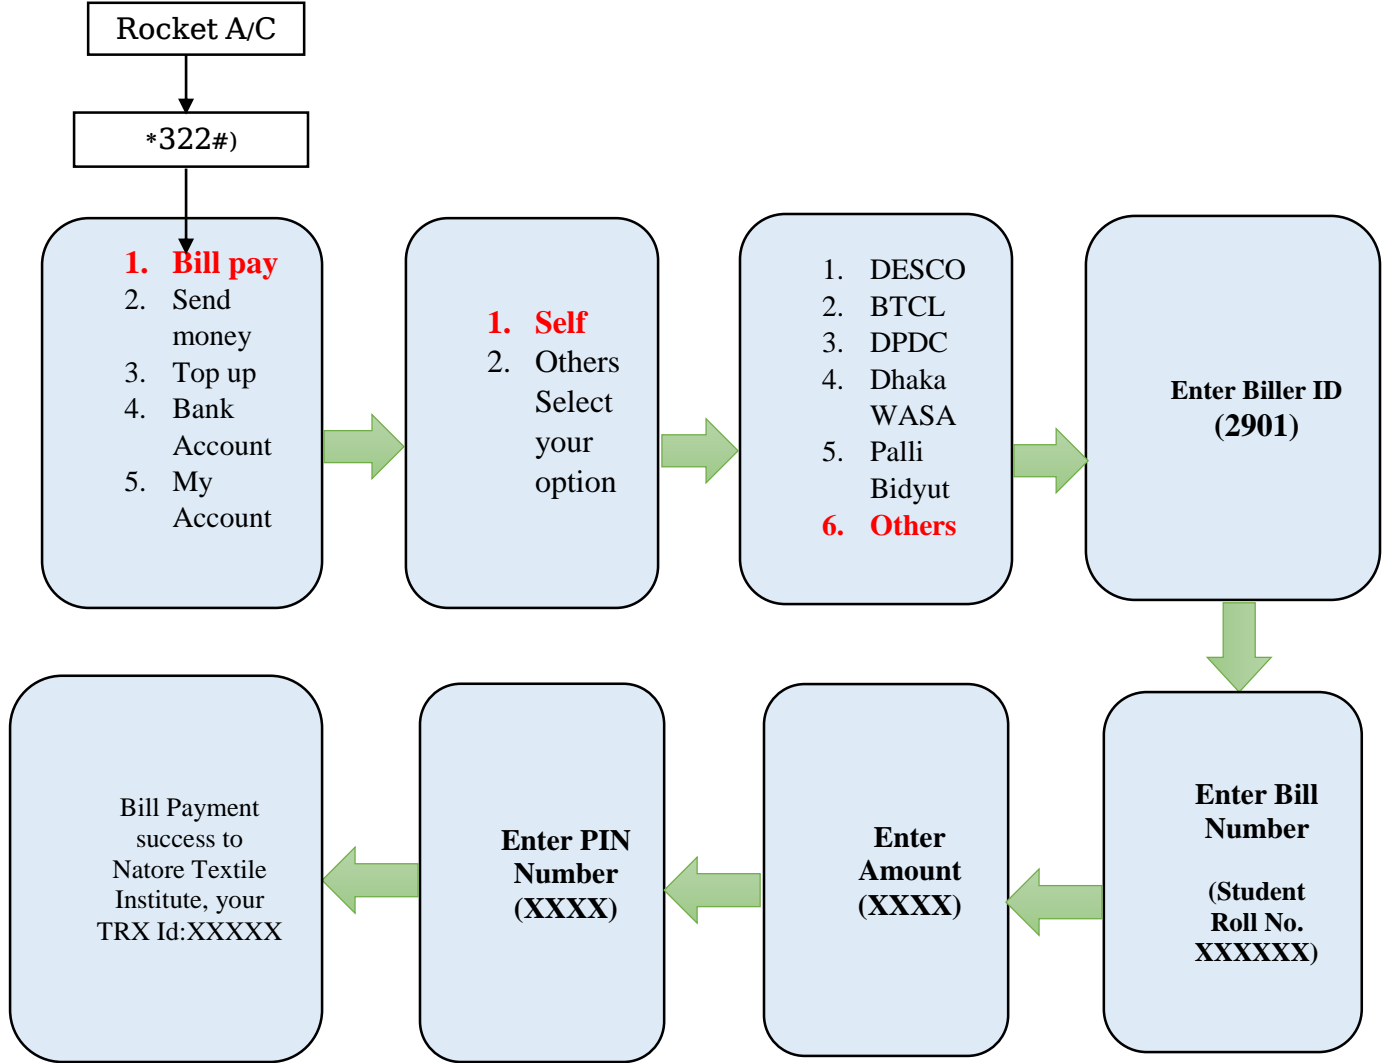 Rocket A/C
*322#)
1. Bill pay
2. Send
money
3. Top up
4. Bank
Account
5. My
Account
1. Self
2. Others
Select
your
option
1. DESCO
2. BTCL
3. DPDC
4. Dhaka
WASA
5. Palli
Bidyut
6. Others
Enter Biller ID
(2901)
Enter Bill
Number
(Student
Roll No.
XXXXXX)
Enter
Amount
(XXXX)
Enter PIN
Number
(XXXX)
Bill Payment
success to
Natore Textile
Institute, your
TRX Id:XXXXX